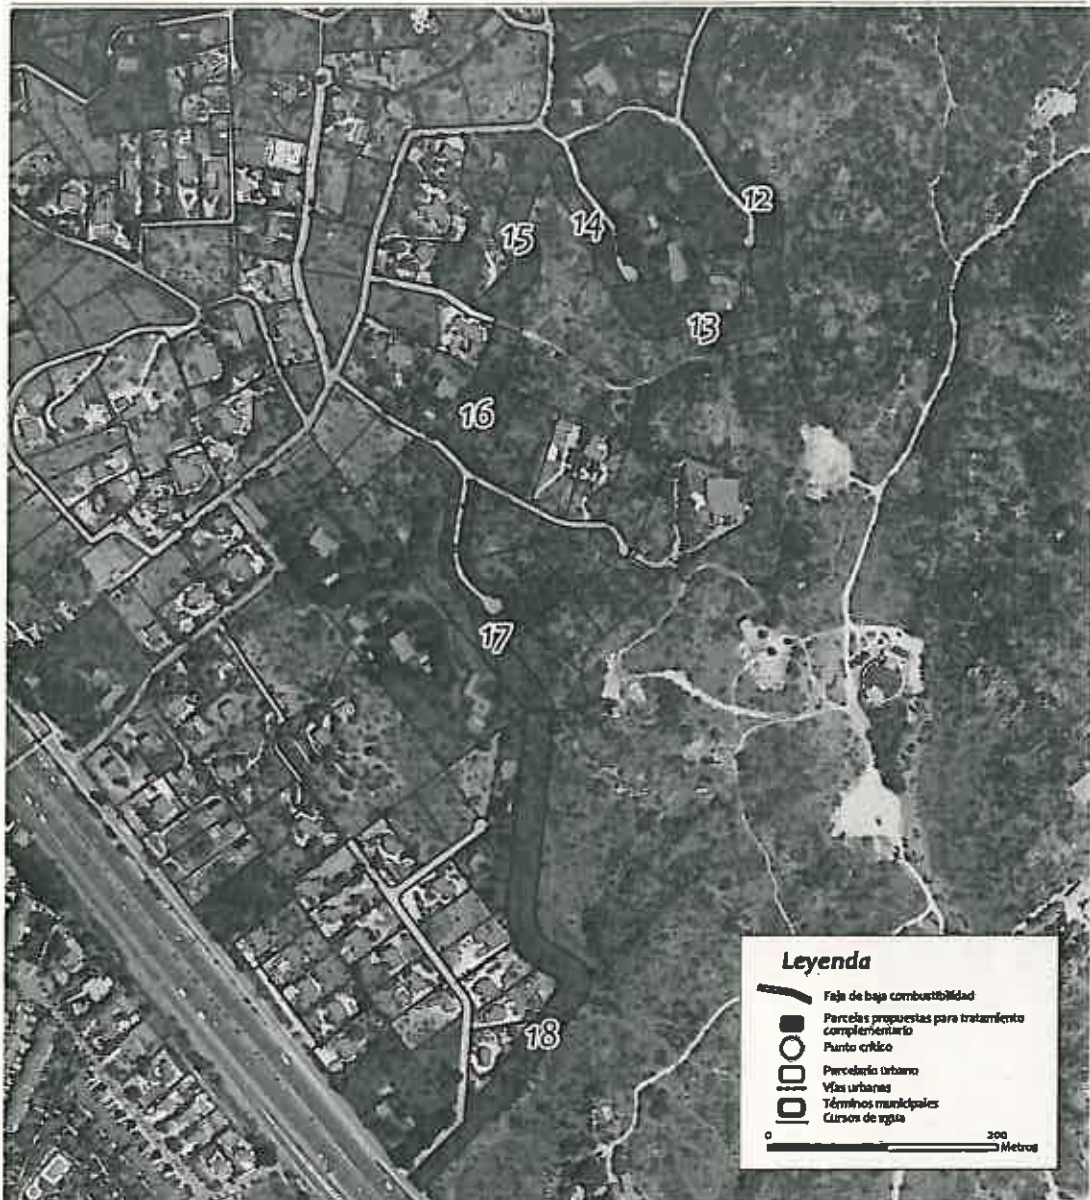 12
14
15
13
16
17
18
Leyenda
Faja de baja combustibilidad
Parcelas propuestas para tratamiento
complementario
Punto crítico
Parcelario urbano
Vías urbanas
Términos municipales
Cursos de agua
0 200
Metros